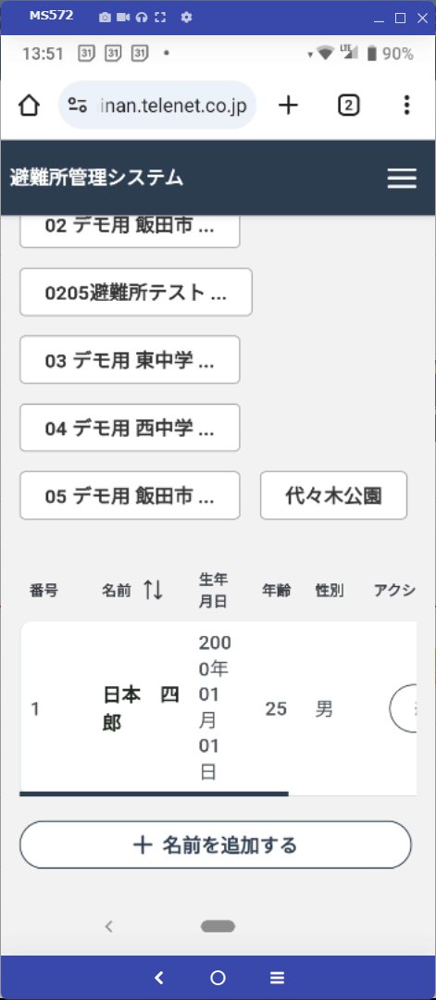 MS572
13:51 31 31 31 LTE 90%
inan.telenet.co.jp 2
避難所管理システム
02 デモ用 飯田市 ...
0205避難所テスト ...
03 デモ用 東中学 ...
04 デモ用 西中学 ...
05 デモ用 飯田市 ... 代々木公園
番号 名前 ↑↓ 生年月日 年齢 性別 アクシ
1 日本　四郎 2000年01月01日 25 男
+ 名前を追加する